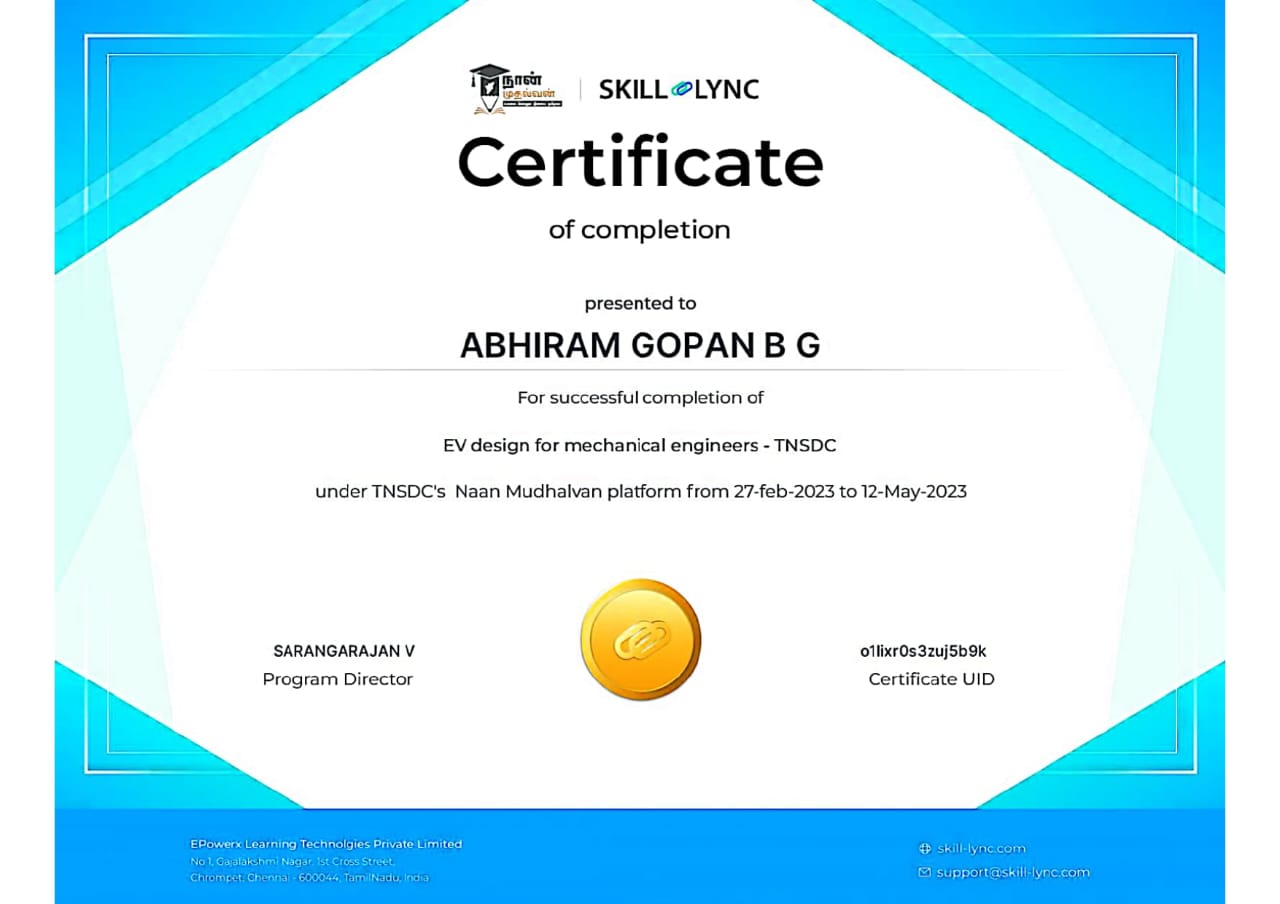 நான்
முதல்வன்
SKILL LYNC
Certificate
of completion
presented to
ABHIRAM GOPAN B G
For successful completion of
EV design for mechanical engineers - TNSDC
under TNSDC's Naan Mudhalvan platform from 27-feb-2023 to 12-May-2023
SARANGARAJAN V
Program Director
o1lixr0s3zuj5b9k
Certificate UID
EPowerx Learning Technolgies Private Limited
No 1, Gajalakshmi Nagar, 1st Cross Street,
Chrompet, Chennai - 600044, TamilNadu, India
skill-lync.com
support@skill-lync.com